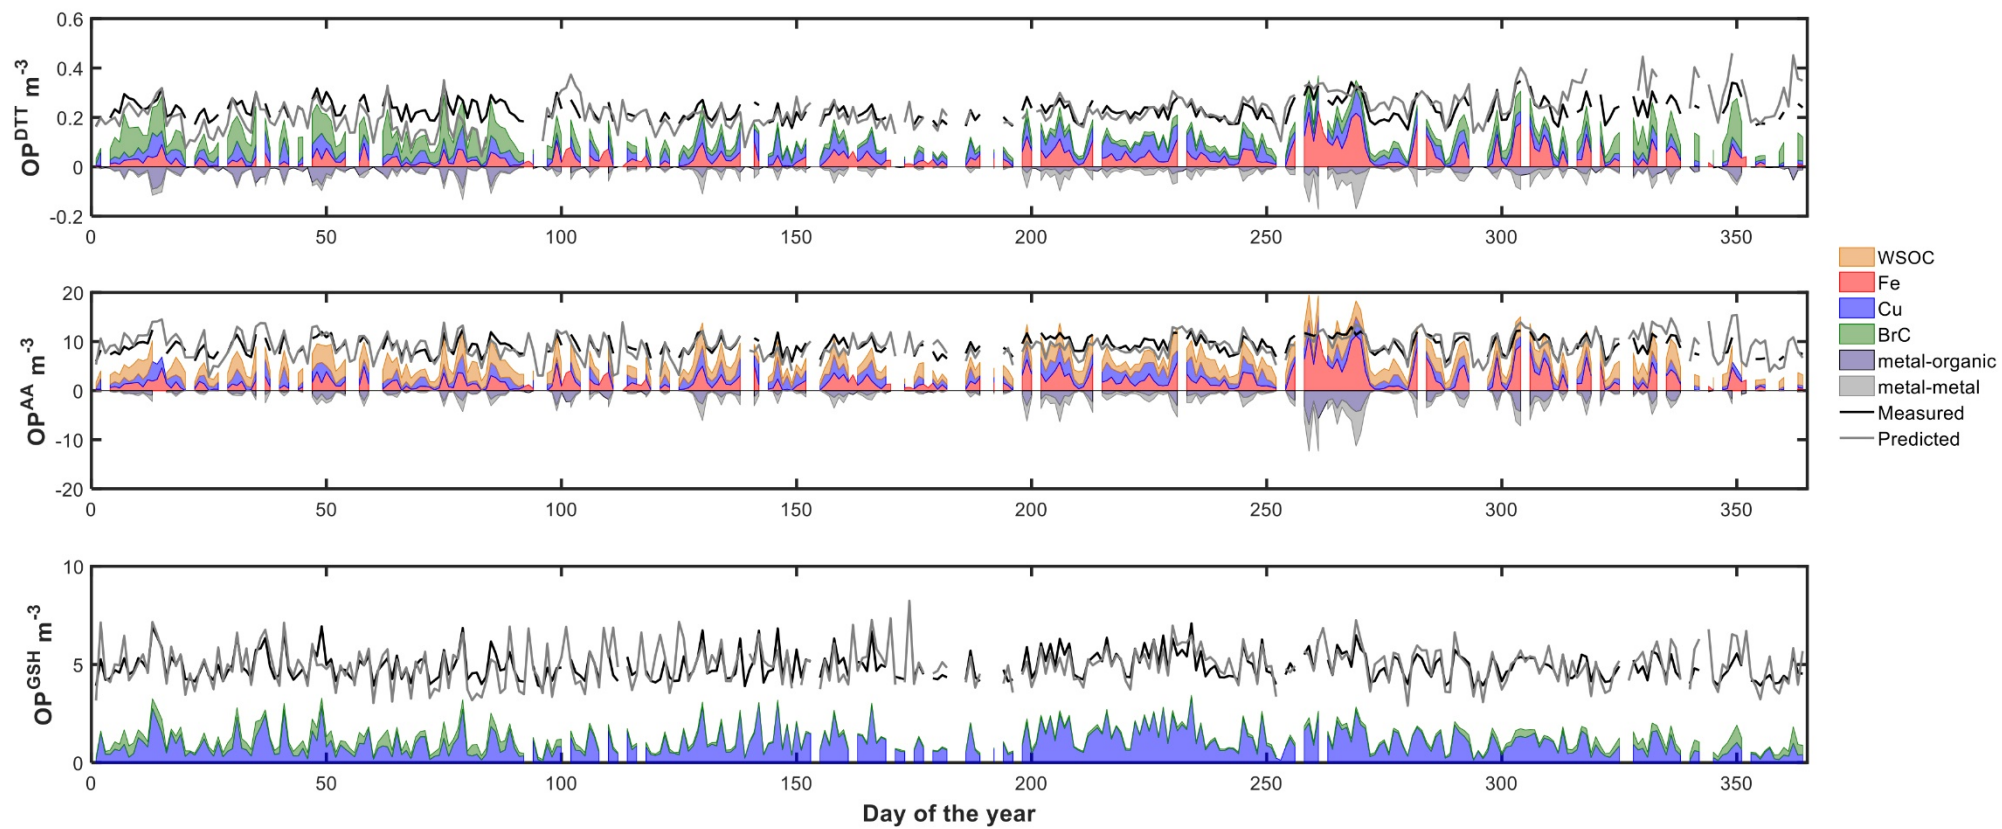 OP^DTT m^-3
0.6
0.4
0.2
0
-0.2
0 50 100 150 200 250 300 350
OP^AA m^-3
20
10
0
-10
-20
0 50 100 150 200 250 300 350
OP^GSH m^-3
10
5
0
0 50 100 150 200 250 300 350
Day of the year
WSOC
Fe
Cu
BrC
metal-organic
metal-metal
Measured
Predicted